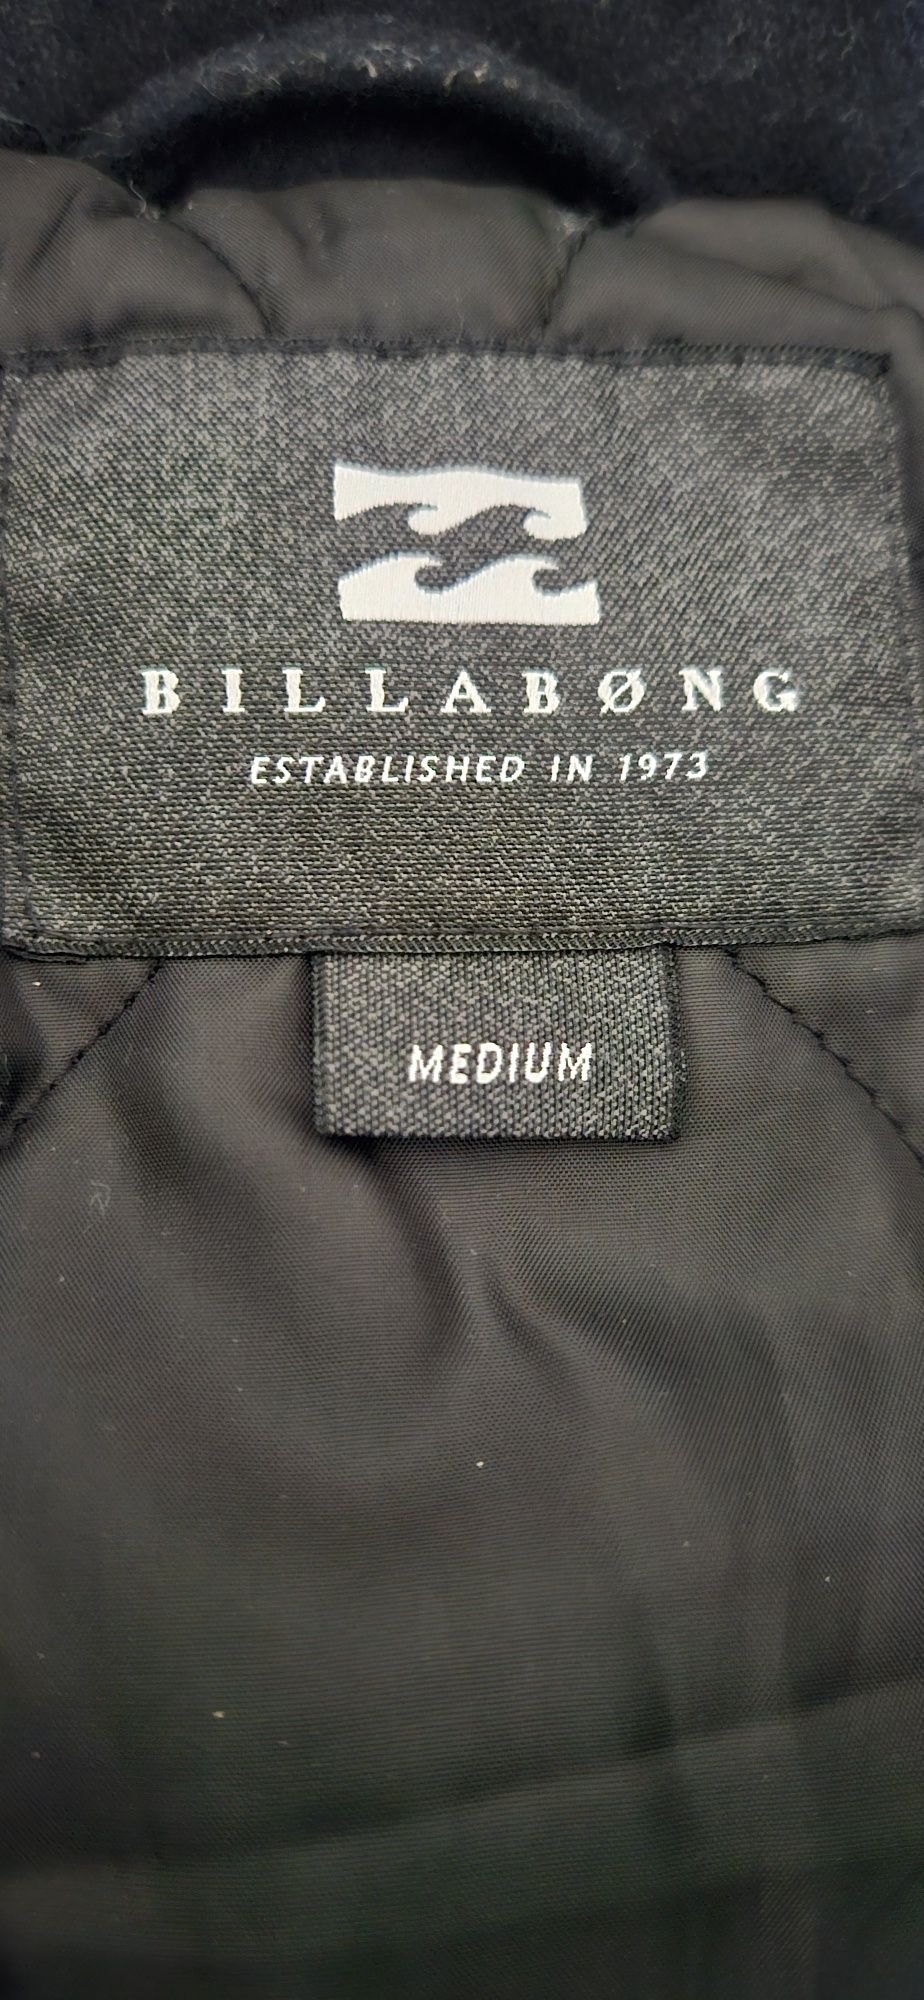 BILLABØNG
ESTABLISHED IN 1973
MEDIUM